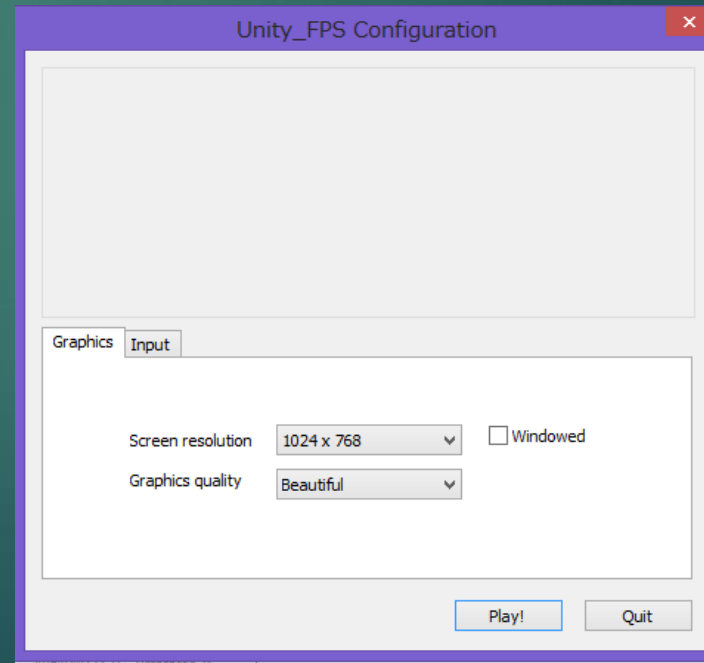 Unity_FPS Configuration
Graphics Input
Screen resolution 1024 x 768 Windowed
Graphics quality Beautiful
Play! Quit